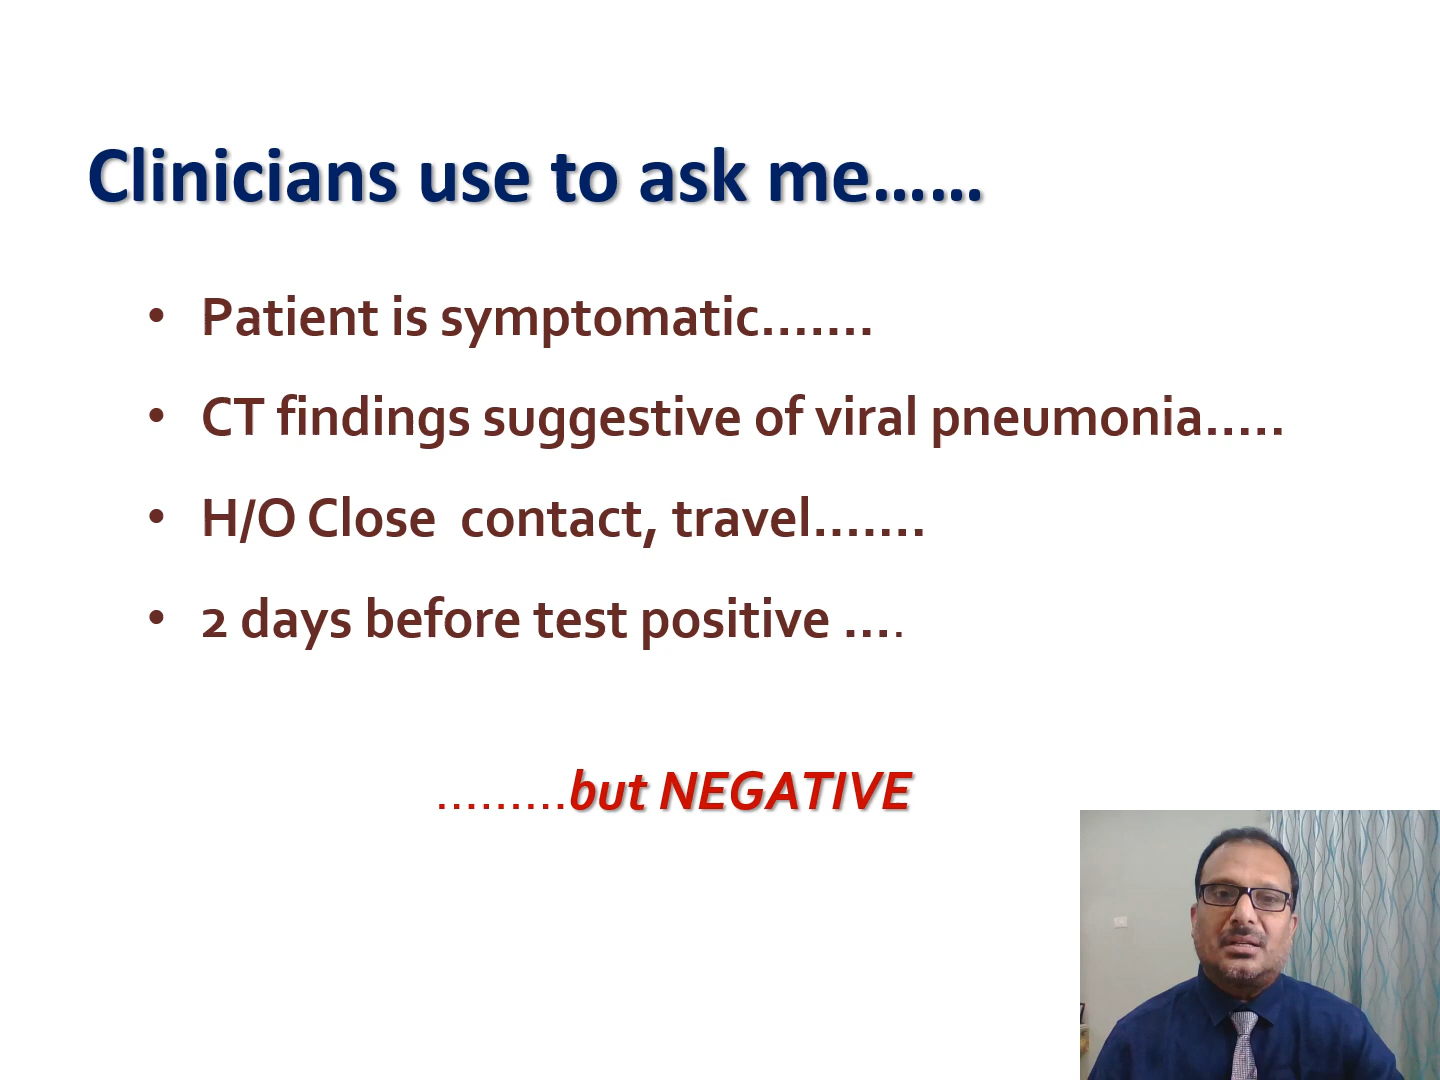 Clinicians use to ask me……
• Patient is symptomatic…….
• CT findings suggestive of viral pneumonia…..
• H/O Close  contact, travel…….
• 2 days before test positive ….
………but NEGATIVE